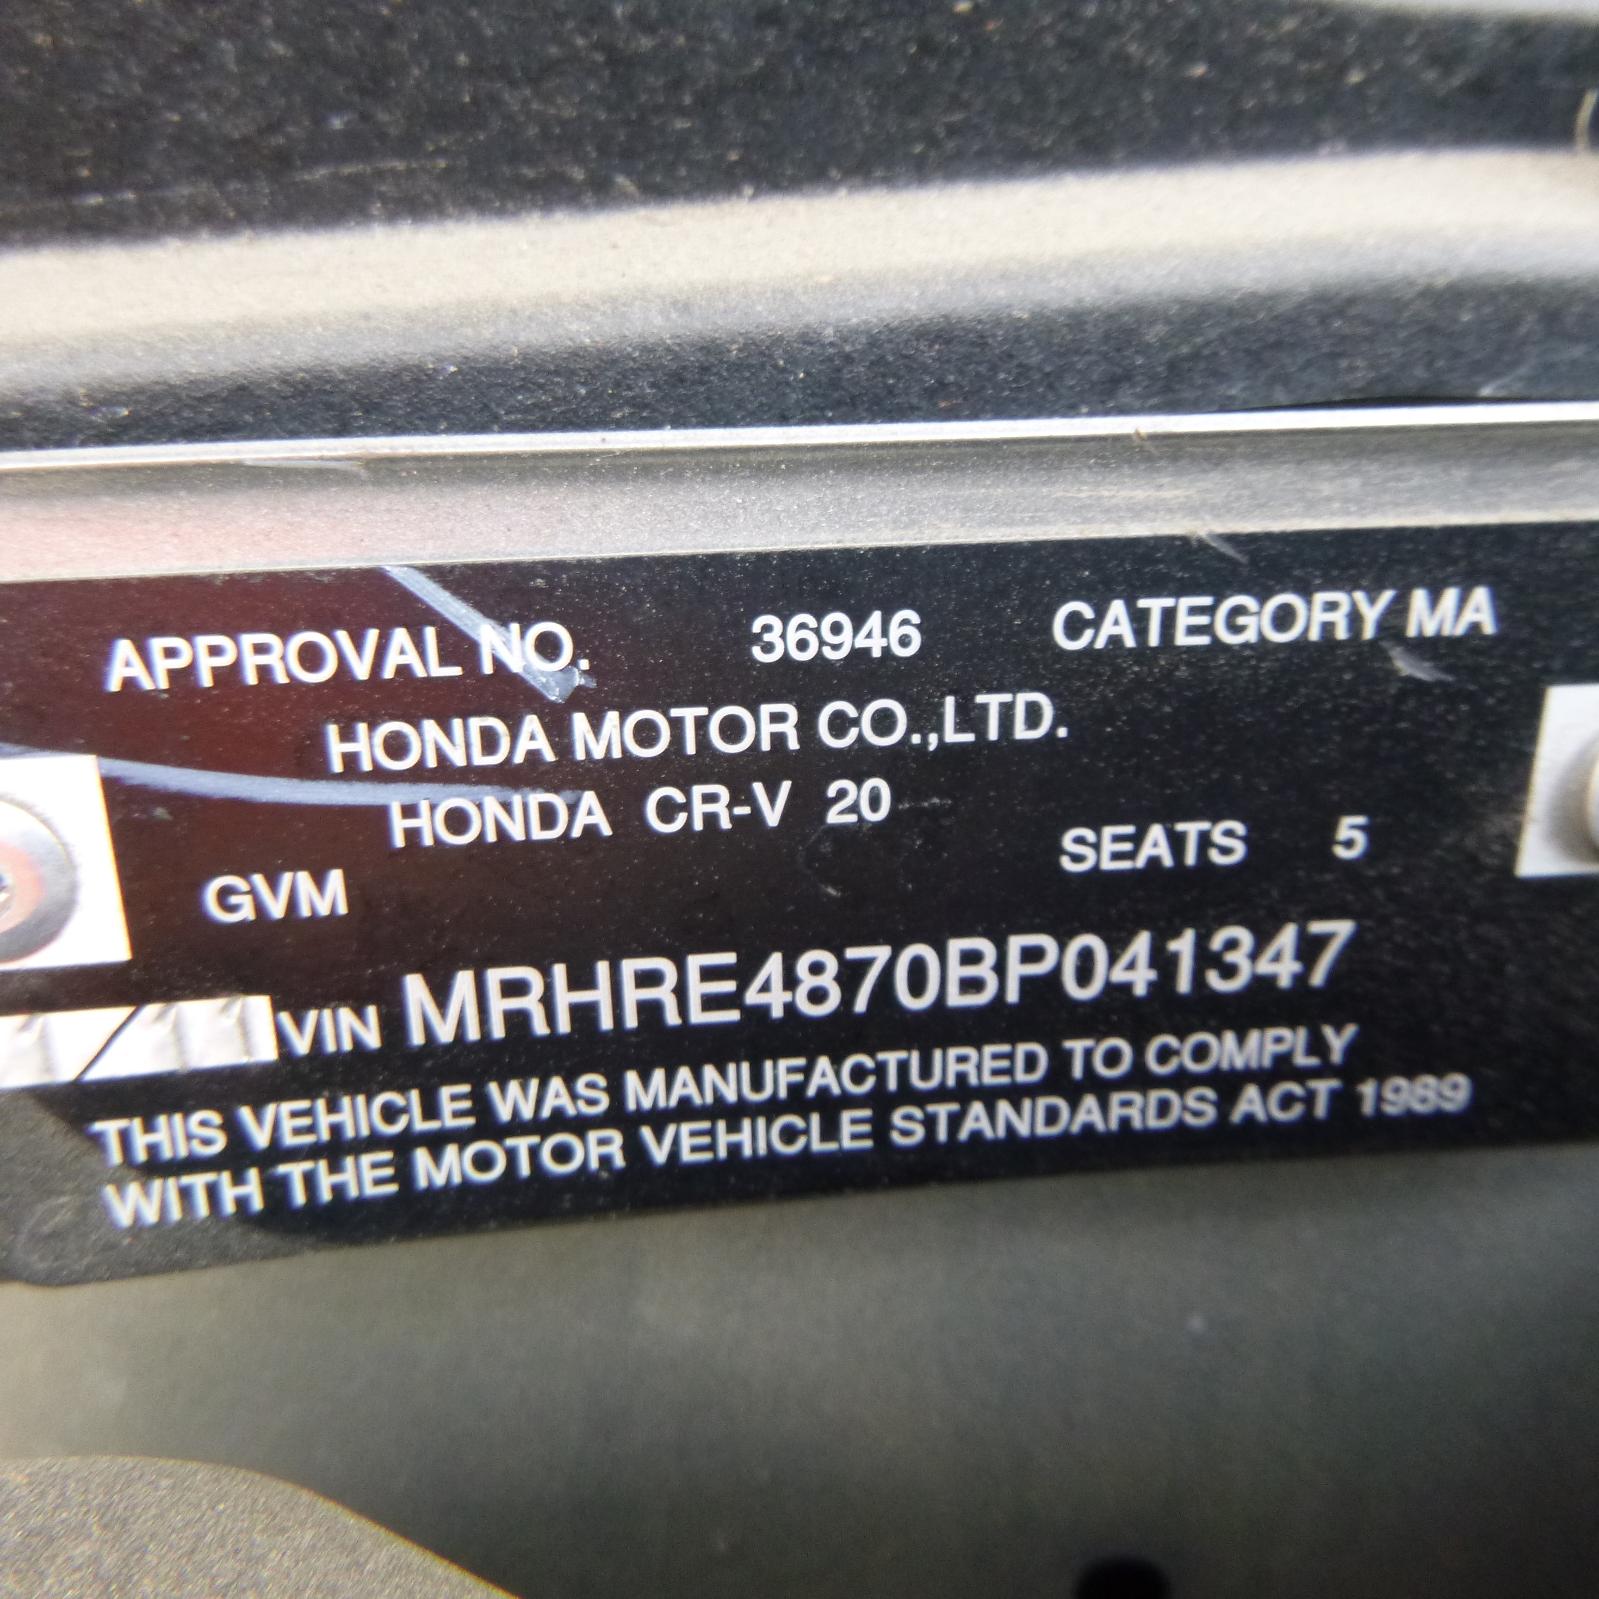 APPROVAL NO. 36946 CATEGORY MA
HONDA MOTOR CO.,LTD.
HONDA CR-V 20
GVM SEATS 5
VIN MRHRE4870BP041347
THIS VEHICLE WAS MANUFACTURED TO COMPLY
WITH THE MOTOR VEHICLE STANDARDS ACT 1989